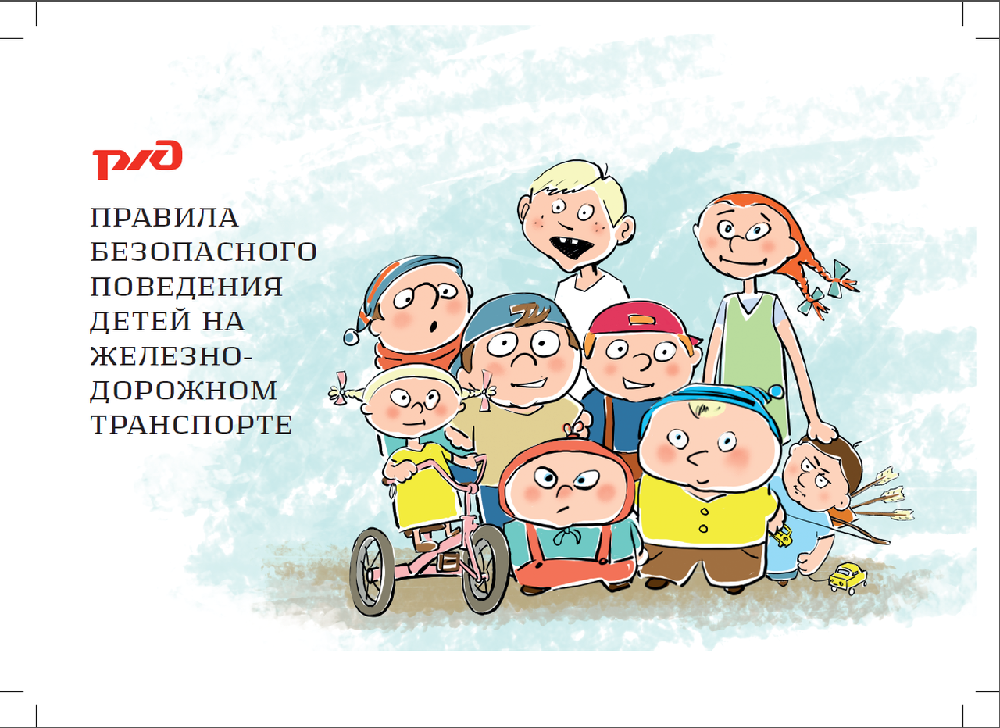 РЖД
ПРАВИЛА
БЕЗОПАСНОГО
ПОВЕДЕНИЯ
ДЕТЕЙ НА
ЖЕЛЕЗНО-
ДОРОЖНОМ
ТРАНСПОРТЕ